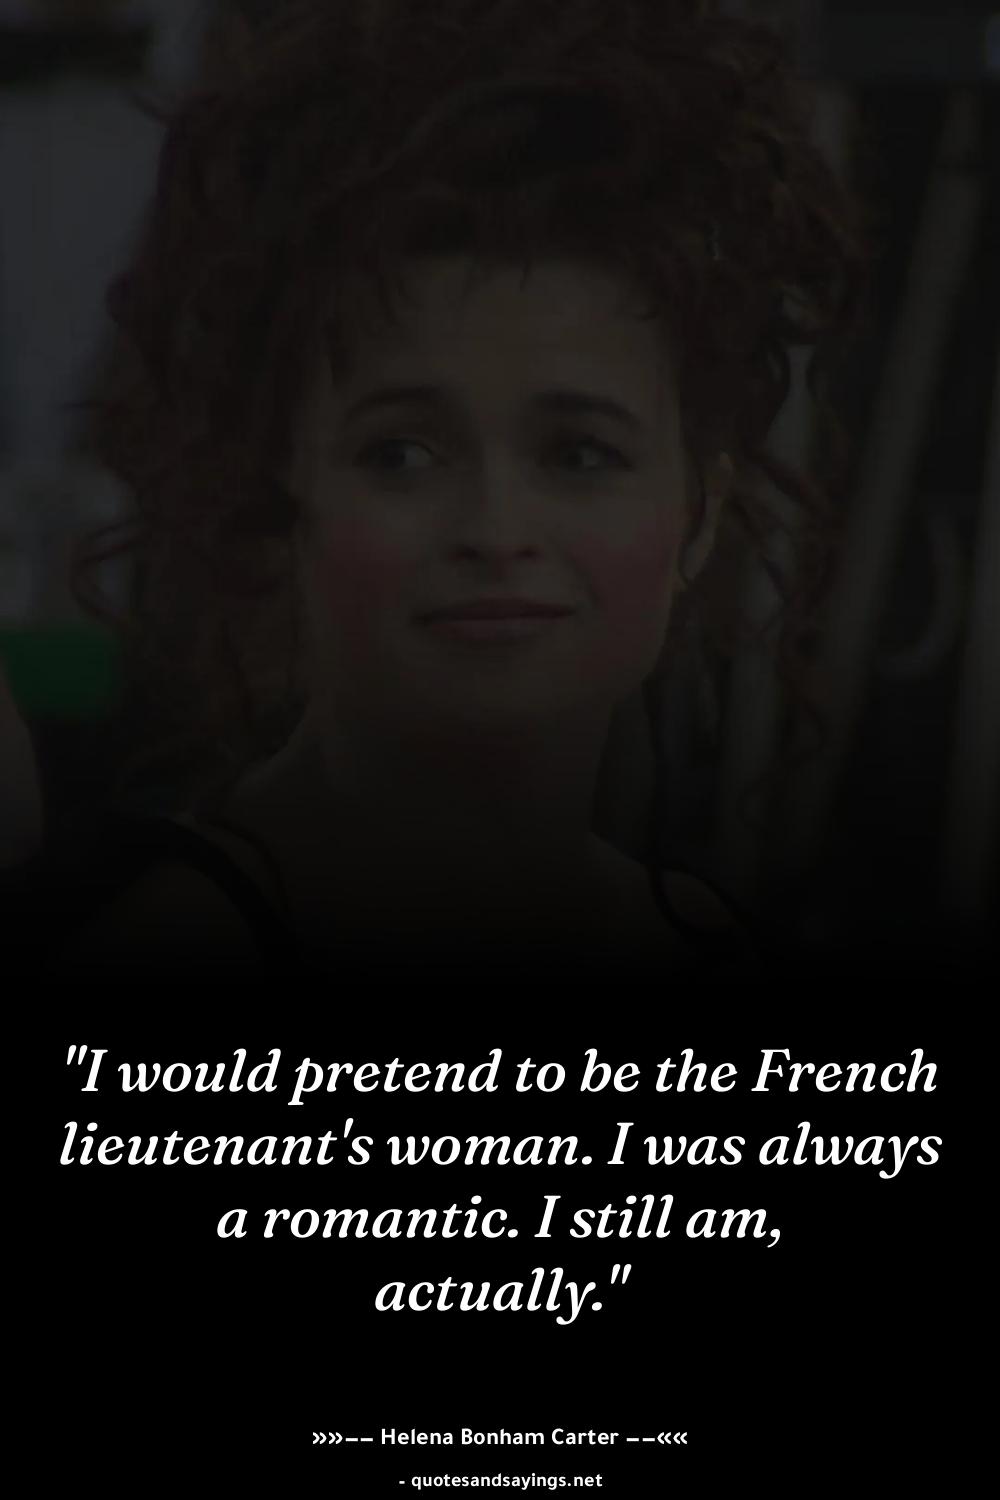 "I would pretend to be the French
lieutenant's woman. I was always
a romantic. I still am,
actually."
»»–– Helena Bonham Carter ––««
- quotesandsayings.net